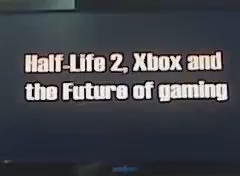 Half-Life 2, Xbox and
the Future of gaming